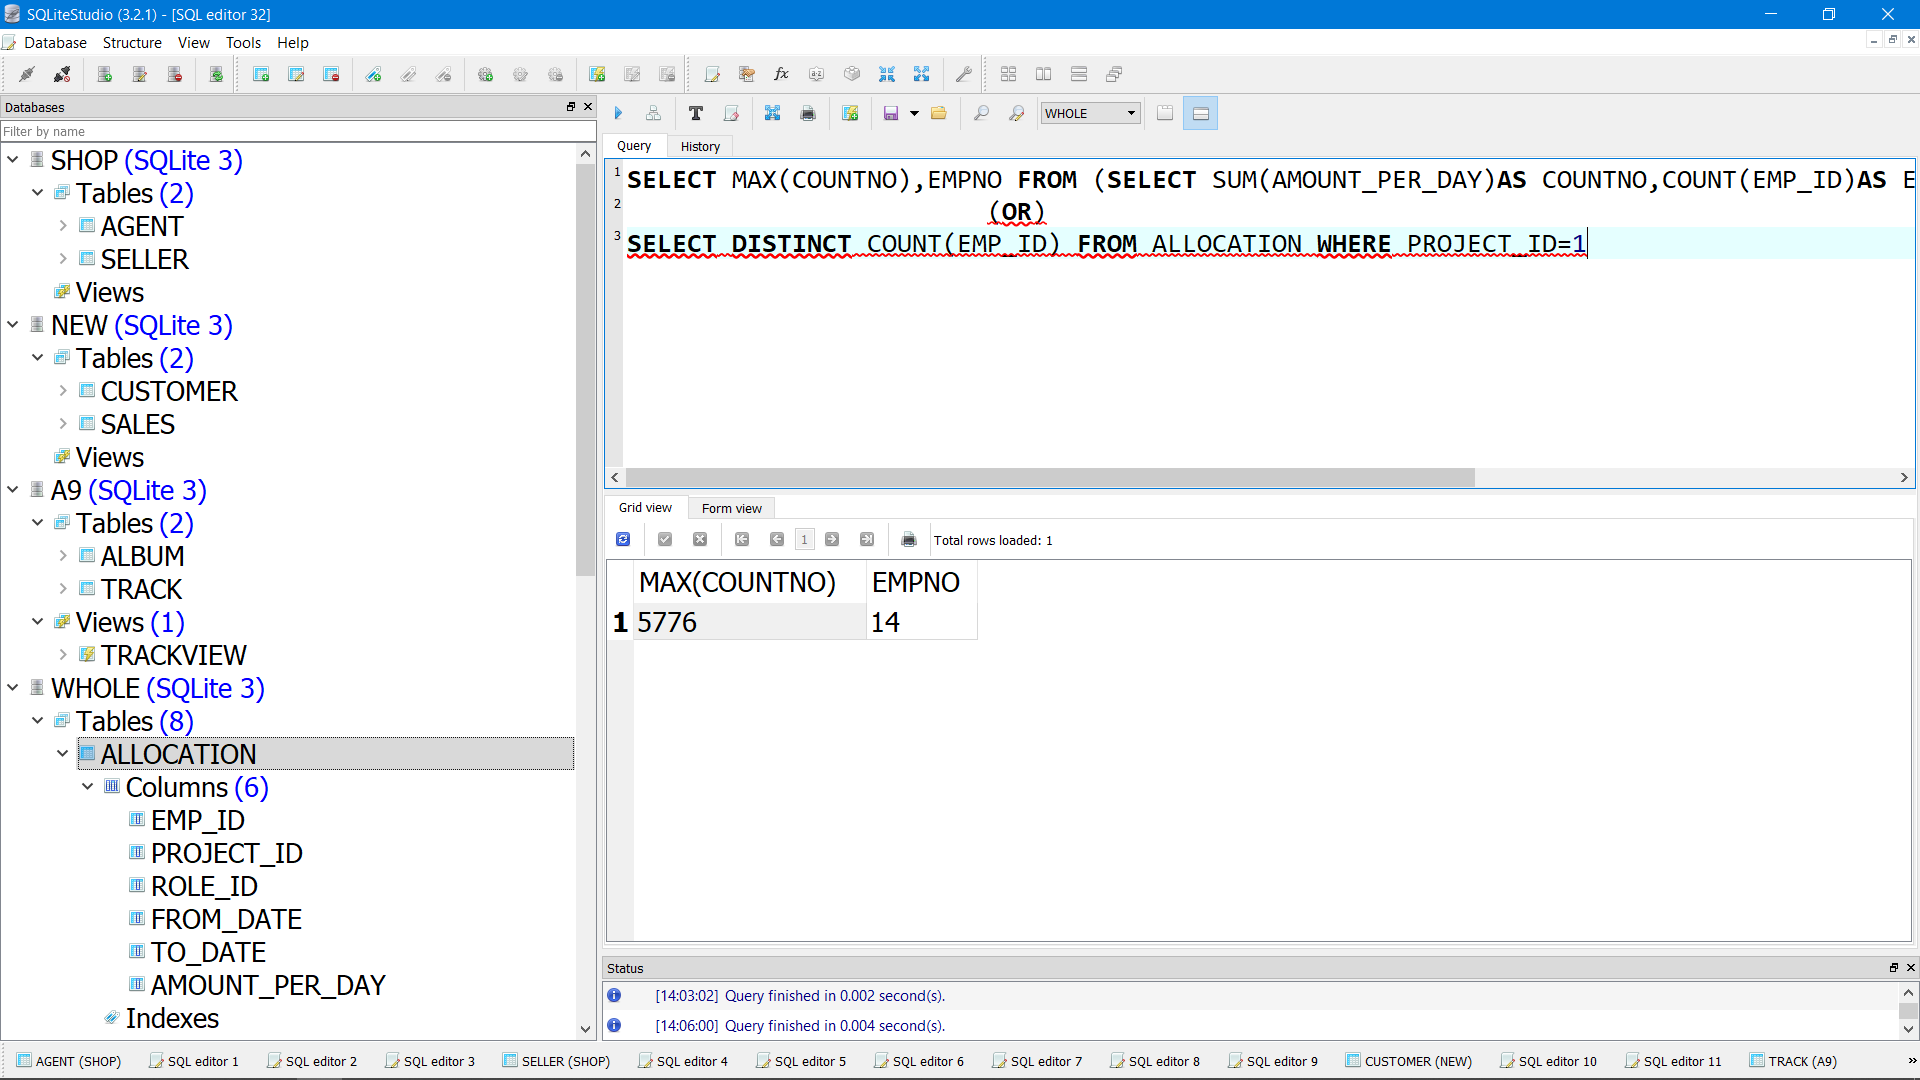 SQLiteStudio (3.2.1) - [SQL editor 32]
Database Structure View Tools Help
Databases
Filter by name
SHOP (SQLite 3)
Tables (2)
AGENT
SELLER
Views
NEW (SQLite 3)
Tables (2)
CUSTOMER
SALES
Views
A9 (SQLite 3)
Tables (2)
ALBUM
TRACK
Views (1)
TRACKVIEW
WHOLE (SQLite 3)
Tables (8)
ALLOCATION
Columns (6)
EMP_ID
PROJECT_ID
ROLE_ID
FROM_DATE
TO_DATE
AMOUNT_PER_DAY
Indexes
WHOLE
Query History
1 SELECT MAX(COUNTNO),EMPNO FROM (SELECT SUM(AMOUNT_PER_DAY)AS COUNTNO,COUNT(EMP_ID)AS E
2 (OR)
3 SELECT DISTINCT COUNT(EMP_ID) FROM ALLOCATION WHERE PROJECT_ID=1
Grid view Form view
1 Total rows loaded: 1
MAX(COUNTNO) EMPNO
1 5776 14
Status
[14:03:02] Query finished in 0.002 second(s).
[14:06:00] Query finished in 0.004 second(s).
AGENT (SHOP) SQL editor 1 SQL editor 2 SQL editor 3 SELLER (SHOP) SQL editor 4 SQL editor 5 SQL editor 6 SQL editor 7 SQL editor 8 SQL editor 9 CUSTOMER (NEW) SQL editor 10 SQL editor 11 TRACK (A9) »